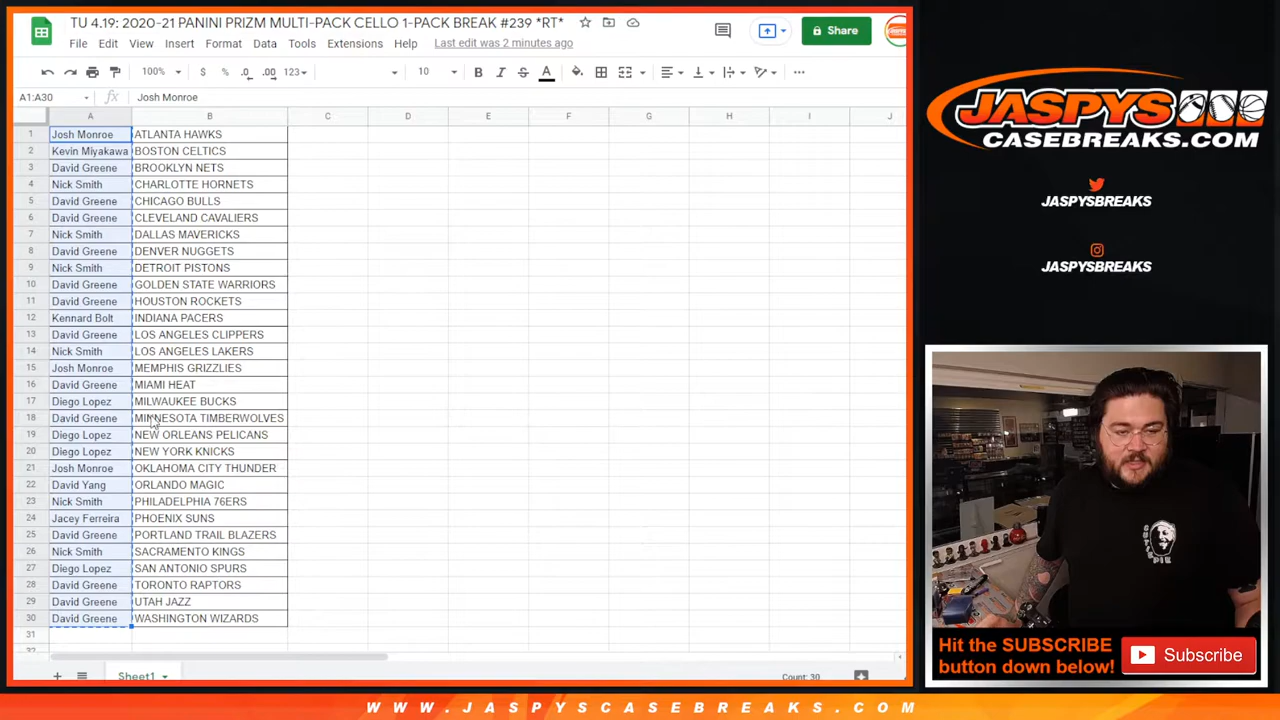 TU 4.19: 2020-21 PANINI PRIZM MULTI-PACK CELLO 1-PACK BREAK #239 *RT*
File Edit View Insert Format Data Tools Extensions Help Last edit was 2 minutes ago
Share
100% $ % .0 .00 123 10 B I S A
A1:A30 fx Josh Monroe
A B C D E F G H I J
1 Josh Monroe ATLANTA HAWKS
2 Kevin Miyakawa BOSTON CELTICS
3 David Greene BROOKLYN NETS
4 Nick Smith CHARLOTTE HORNETS
5 David Greene CHICAGO BULLS
6 David Greene CLEVELAND CAVALIERS
7 Nick Smith DALLAS MAVERICKS
8 David Greene DENVER NUGGETS
9 Nick Smith DETROIT PISTONS
10 David Greene GOLDEN STATE WARRIORS
11 David Greene HOUSTON ROCKETS
12 Kennard Bolt INDIANA PACERS
13 David Greene LOS ANGELES CLIPPERS
14 Nick Smith LOS ANGELES LAKERS
15 Josh Monroe MEMPHIS GRIZZLIES
16 David Greene MIAMI HEAT
17 Diego Lopez MILWAUKEE BUCKS
18 David Greene MINNESOTA TIMBERWOLVES
19 Diego Lopez NEW ORLEANS PELICANS
20 Diego Lopez NEW YORK KNICKS
21 Josh Monroe OKLAHOMA CITY THUNDER
22 David Yang ORLANDO MAGIC
23 Nick Smith PHILADELPHIA 76ERS
24 Jacey Ferreira PHOENIX SUNS
25 David Greene PORTLAND TRAIL BLAZERS
26 Nick Smith SACRAMENTO KINGS
27 Diego Lopez SAN ANTONIO SPURS
28 David Greene TORONTO RAPTORS
29 David Greene UTAH JAZZ
30 David Greene WASHINGTON WIZARDS
31
32
Sheet1 Count: 30
JASPYS
CASEBREAKS.COM
JASPYSBREAKS
JASPYSBREAKS
CUTIE
PIE
Hit the SUBSCRIBE
button down below!
Subscribe
WWW.JASPYSCASEBREAKS.COM